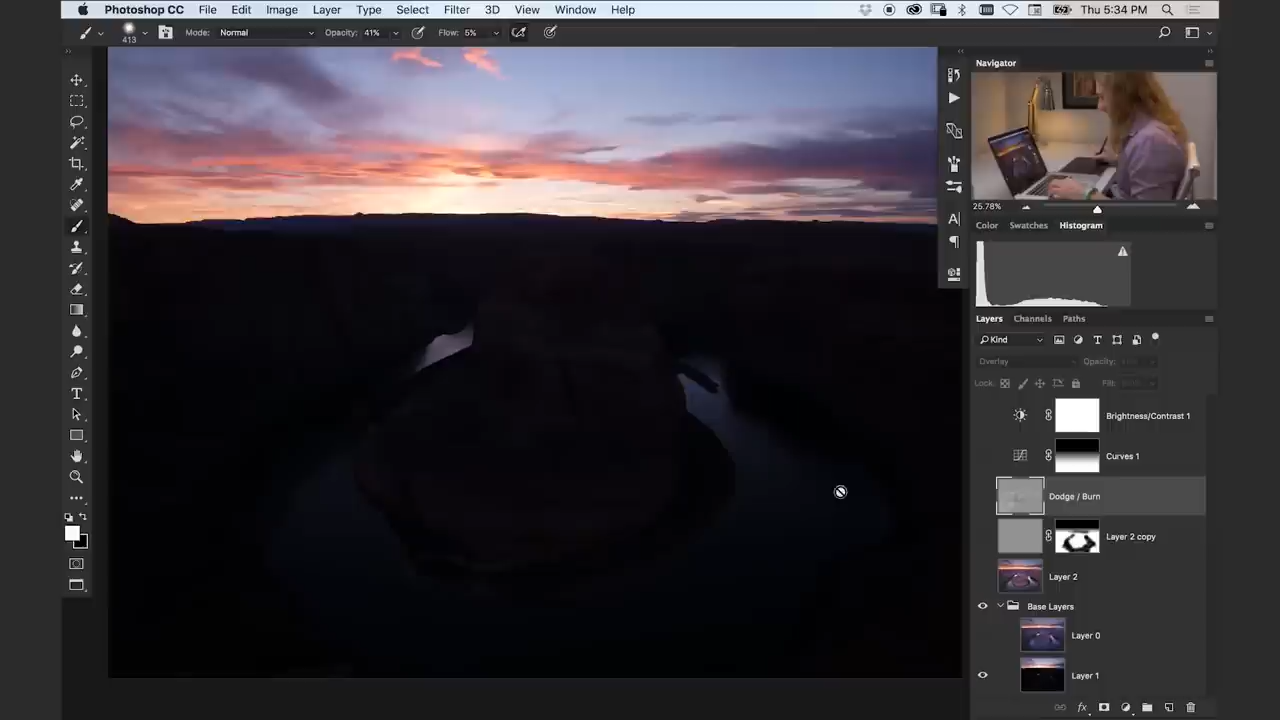 Photoshop CC File Edit Image Layer Type Select Filter 3D View Window Help Thu 5:34 PM
413 Mode: Normal Opacity: 41% Flow: 5%
Navigator
25.78%
Color Swatches Histogram
Layers Channels Paths
Kind T
Overlay Opacity:
Lock: Fill:
Brightness/Contrast 1
Curves 1
Dodge / Burn
Layer 2 copy
Layer 2
Base Layers
Layer 0
Layer 1
fx